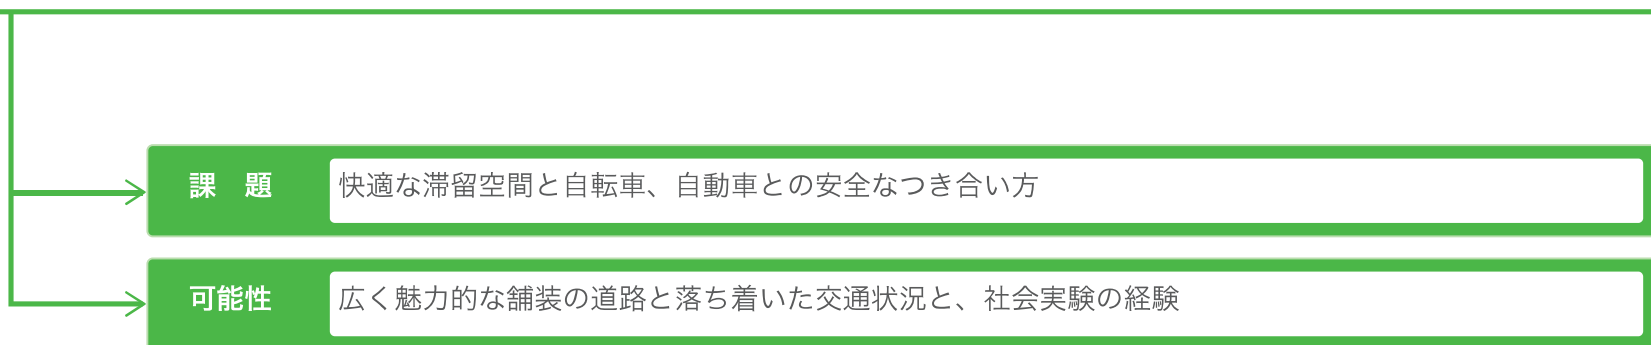 課　題 快適な滞留空間と自転車、自動車との安全なつき合い方
可能性 広く魅力的な舗装の道路と落ち着いた交通状況と、社会実験の経験